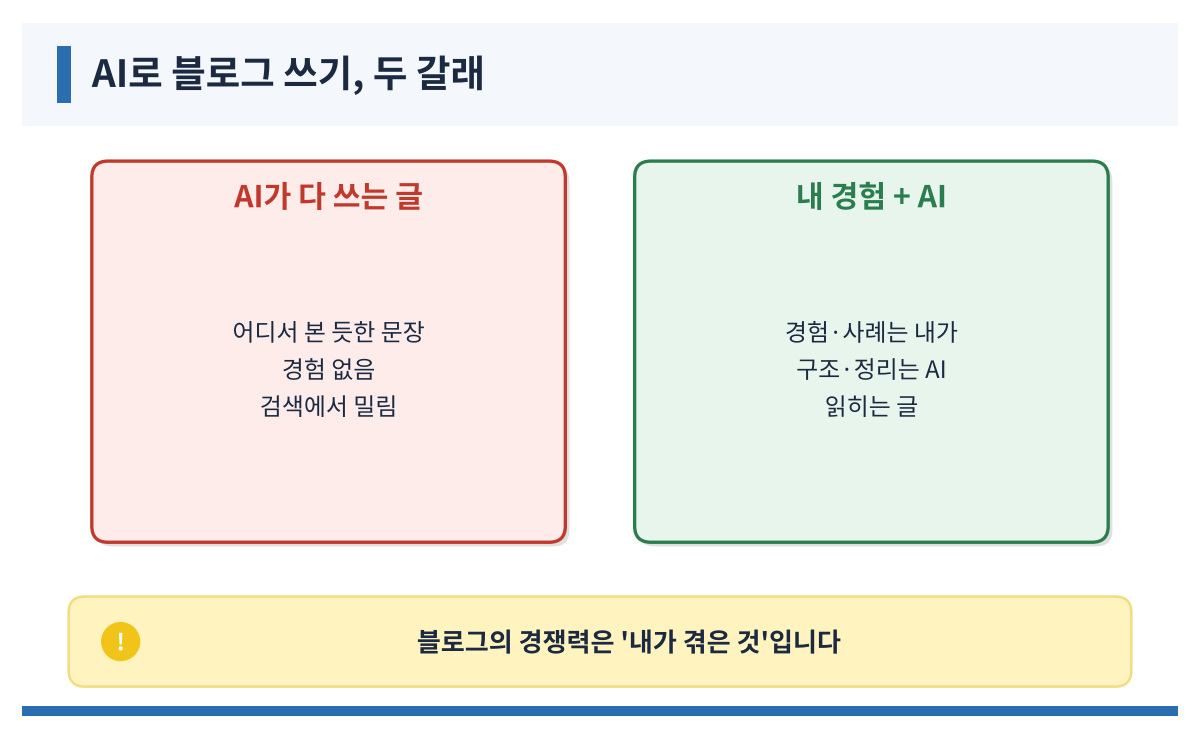 AI로 블로그 쓰기, 두 갈래
AI가 다 쓰는 글
어디서 본 듯한 문장
경험 없음
검색에서 밀림
내 경험 + AI
경험·사례는 내가
구조·정리는 AI
읽히는 글
!
블로그의 경쟁력은 '내가 겪은 것'입니다